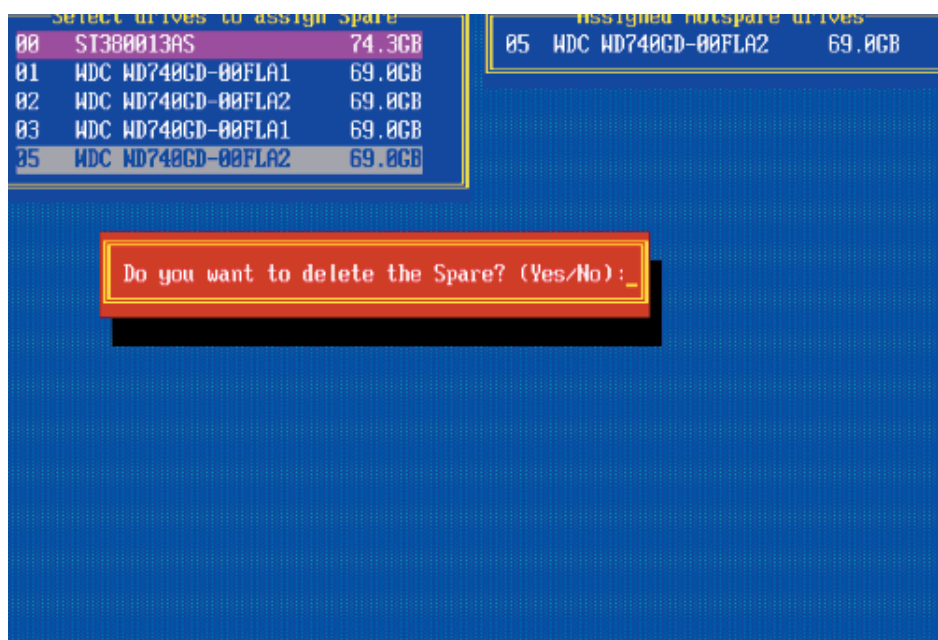 Select drives to assign Spare
00 ST380013AS 74.3GB
01 WDC WD740GD-00FLA1 69.0GB
02 WDC WD740GD-00FLA2 69.0GB
03 WDC WD740GD-00FLA1 69.0GB
05 WDC WD740GD-00FLA2 69.0GB
Assigned Hotspare drives
05 WDC WD740GD-00FLA2 69.0GB
Do you want to delete the Spare? (Yes/No):_